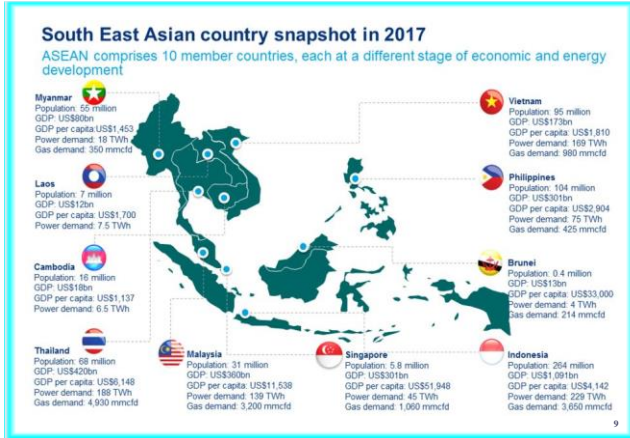 South East Asian country snapshot in 2017
ASEAN comprises 10 member countries, each at a different stage of economic and energy
development
Myanmar
Population: 55 million
GDP: US$80bn
GDP per capita:US$1,453
Power demand: 18 TWh
Gas demand: 350 mmcfd
Laos
Population: 7 million
GDP: US$12bn
GDP per capita: US$1,700
Power demand: 7.5 TWh
Cambodia
Population: 16 million
GDP: US$18bn
GDP per capita: US$1,137
Power demand: 6.5 TWh
Thailand
Population: 68 million
GDP: US$420bn
GDP per capita: US$6,148
Power demand: 188 TWh
Gas demand: 4,930 mmcfd
Malaysia
Population: 31 million
GDP: US$360bn
GDP per capita: US$11,538
Power demand: 139 TWh
Gas demand: 3,200 mmcfd
Singapore
Population: 5.8 million
GDP: US$301bn
GDP per capita: US$51,948
Power demand: 45 TWh
Gas demand: 1,060 mmcfd
Vietnam
Population: 95 million
GDP: US$173bn
GDP per capita: US$1,810
Power demand: 169 TWh
Gas demand: 980 mmcfd
Philippines
Population: 104 million
GDP: US$301bn
GDP per capita: US$2,904
Power demand: 75 TWh
Gas demand: 425 mmcfd
Brunei
Population: 0.4 million
GDP: US$13bn
GDP per capita: US$33,000
Power demand: 4 TWh
Gas demand: 214 mmcfd
Indonesia
Population: 264 million
GDP: US$1,091bn
GDP per capita: US$4,142
Power demand: 229 TWh
Gas demand: 3,650 mmcfd
9